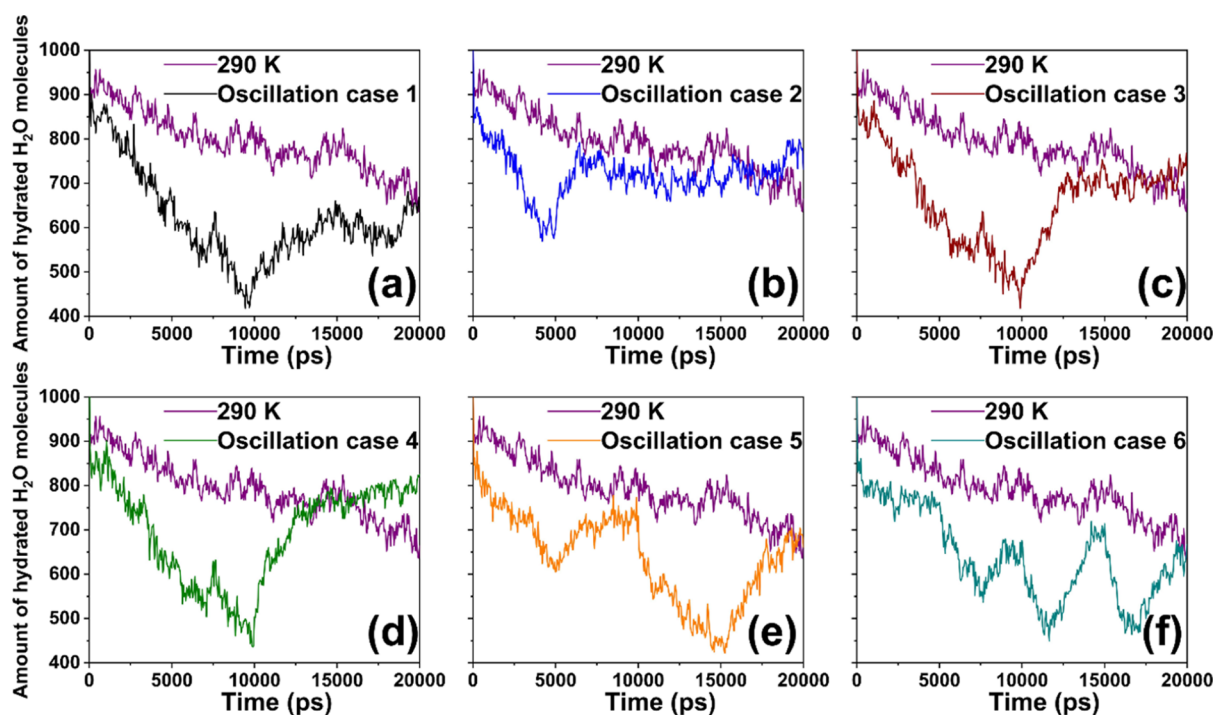 1000
900
800
700
600
500
400
Amount of hydrated H₂O molecules
290 K
Oscillation case 1
(a)
0 5000 10000 15000 20000
Time (ps)
290 K
Oscillation case 2
(b)
0 5000 10000 15000 20000
Time (ps)
290 K
Oscillation case 3
(c)
0 5000 10000 15000 20000
Time (ps)
1000
900
800
700
600
500
400
Amount of hydrated H₂O molecules
290 K
Oscillation case 4
(d)
0 5000 10000 15000 20000
Time (ps)
290 K
Oscillation case 5
(e)
0 5000 10000 15000 20000
Time (ps)
290 K
Oscillation case 6
(f)
0 5000 10000 15000 20000
Time (ps)